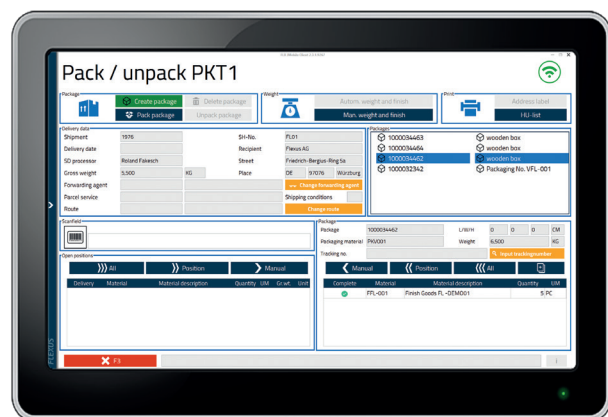 Pack / unpack PKT1
Package
Create package
Delete package
Pack package
Unpack package
Weight
Autom. weight and finish
Man. weight and finish
Print
Address label
HU-list
Delivery data
Shipment 1976 SH-No. FL01
Delivery date Recipient Flexus AG
SD processor Roland Fakesch Street Friedrich-Bergius-Ring 5a
Gross weight 5,500 KG Place DE 97076 Würzburg
Forwarding agent Change forwarding agent
Parcel service Shipping conditions
Route Change route
Packages
1000034463 wooden box
1000034464 wooden box
1000034462 wooden box
1000032342 Packaging No. VFL-001
Scanfield
Package
Package 1000034462 L/W/H 0 0 0 CM
Packaging material PKV001 Weight 6,500 KG
Tracking no. Input trackingnumber
Open positions
All Position Manual
Delivery Material Material description Quantity UM Gr.wt. Unit
Manual Position All
Complete Material Material description Quantity UM
FFL-001 Finish Goods FL -DEMO01 5 PC
FLEXUS
F3